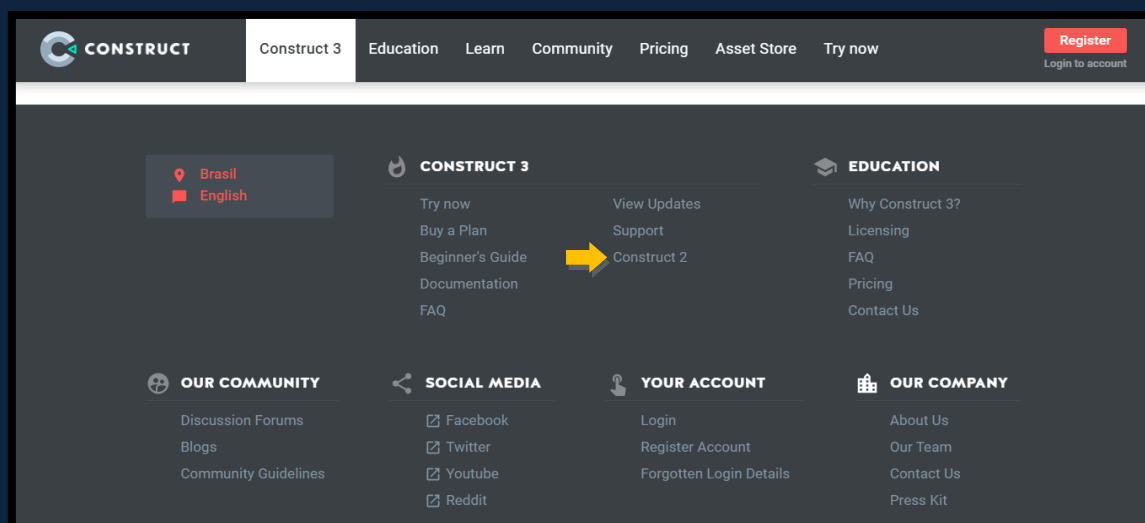 CONSTRUCT
Construct 3 Education Learn Community Pricing Asset Store Try now
Register
Login to account
Brasil
English
CONSTRUCT 3
Try now
Buy a Plan
Beginner's Guide
Documentation
FAQ
View Updates
Support
Construct 2
EDUCATION
Why Construct 3?
Licensing
FAQ
Pricing
Contact Us
OUR COMMUNITY
Discussion Forums
Blogs
Community Guidelines
SOCIAL MEDIA
Facebook
Twitter
Youtube
Reddit
YOUR ACCOUNT
Login
Register Account
Forgotten Login Details
OUR COMPANY
About Us
Our Team
Contact Us
Press Kit